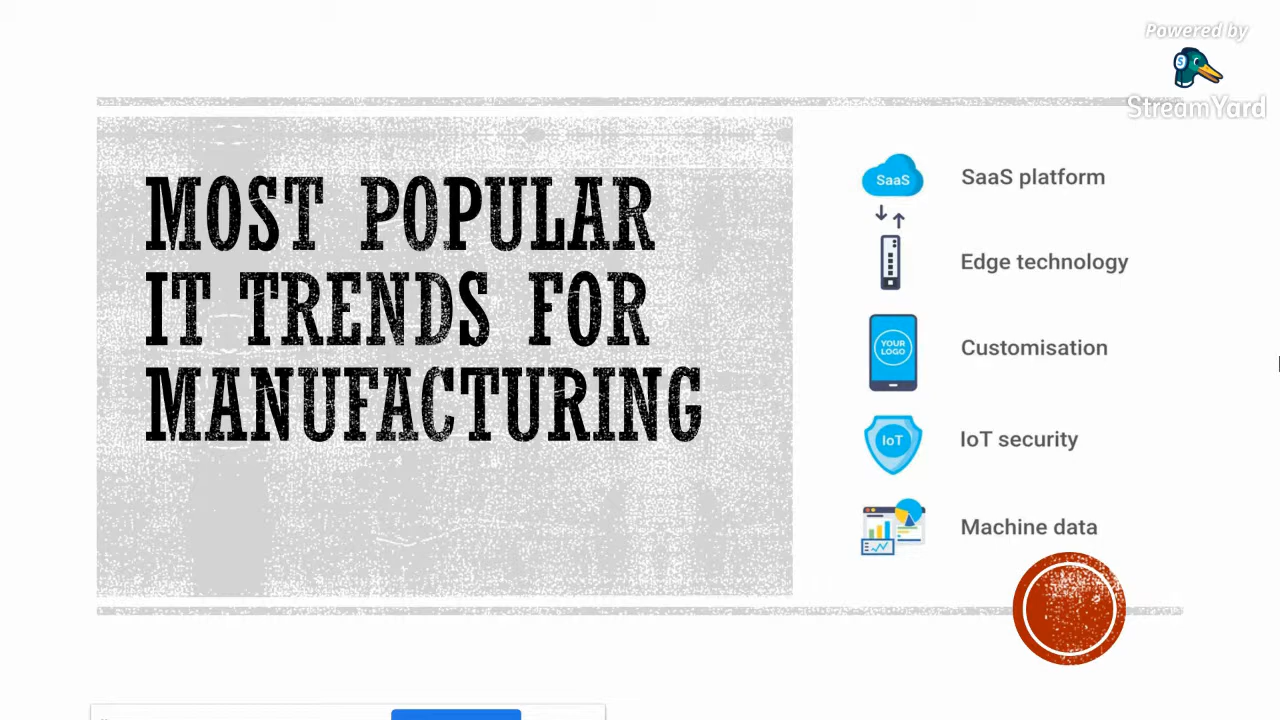 Powered by
StreamYard
MOST POPULAR
IT TRENDS FOR
MANUFACTURING
SaaS
SaaS platform
Edge technology
YOUR
LOGO
Customisation
IoT
IoT security
Machine data